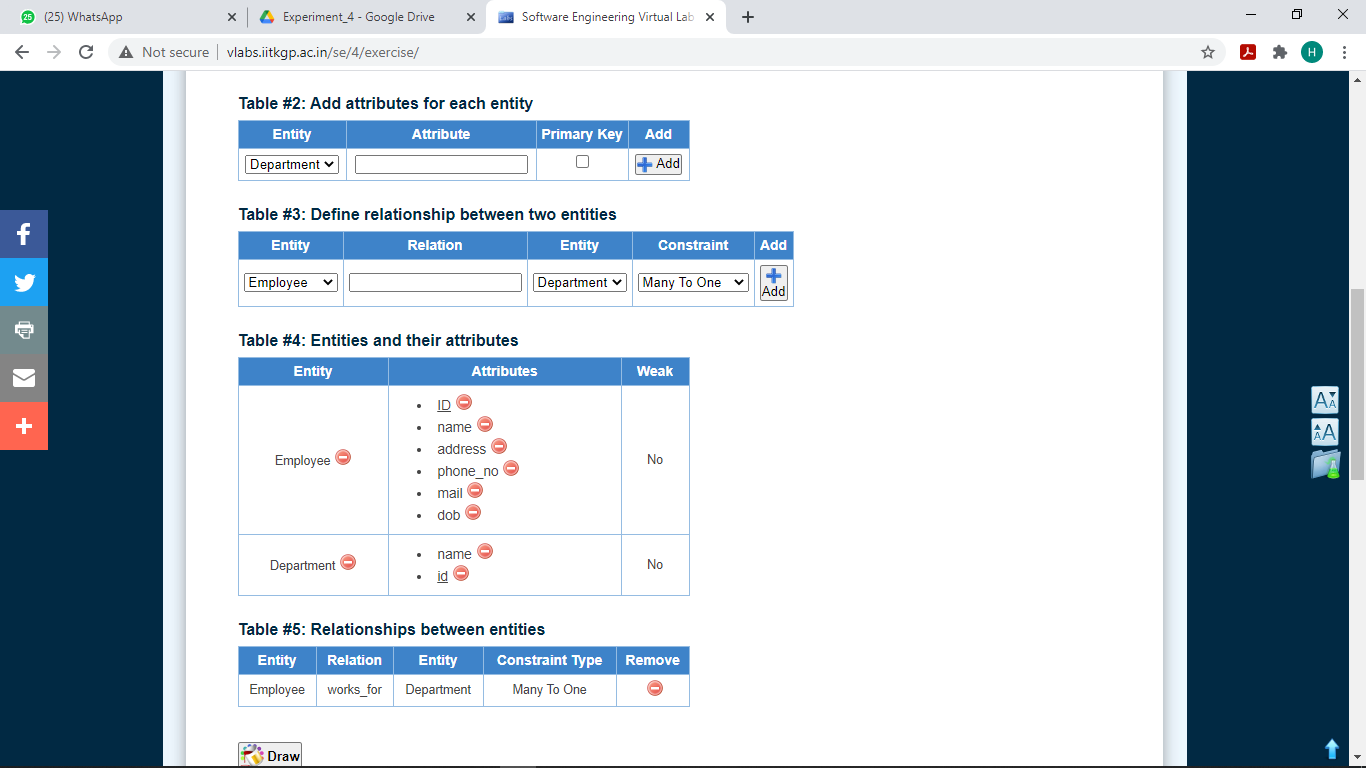 (25) WhatsApp
Experiment_4 - Google Drive
Software Engineering Virtual Lab
Not secure
vlabs.iitkgp.ac.in/se/4/exercise/
H
Table #2: Add attributes for each entity
Entity Attribute Primary Key Add
Department Add
Table #3: Define relationship between two entities
Entity Relation Entity Constraint Add
Employee Department Many To One Add
Table #4: Entities and their attributes
Entity Attributes Weak
Employee
ID
name
address
phone_no
mail
dob
No
Department
name
id
No
Table #5: Relationships between entities
Entity Relation Entity Constraint Type Remove
Employee works_for Department Many To One
Draw